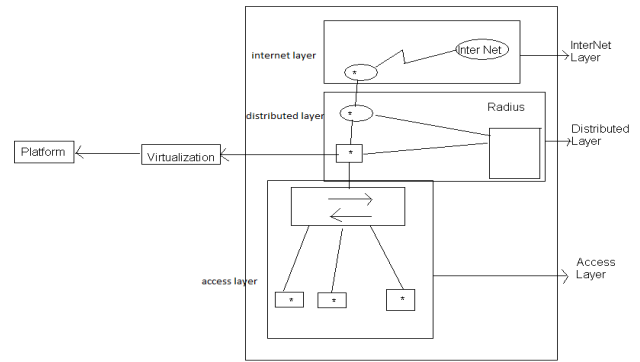 internet layer
Inter Net
*
InterNet
Layer
distributed layer
*
Radius
Distributed
Layer
Platform
Virtualization
*
access layer
*
*
*
Access
Layer